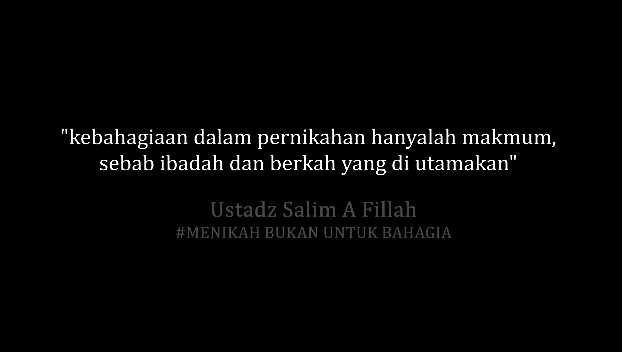 "kebahagiaan dalam pernikahan hanyalah makmum,
sebab ibadah dan berkah yang di utamakan"
Ustadz Salim A Fillah
#MENIKAH BUKAN UNTUK BAHAGIA